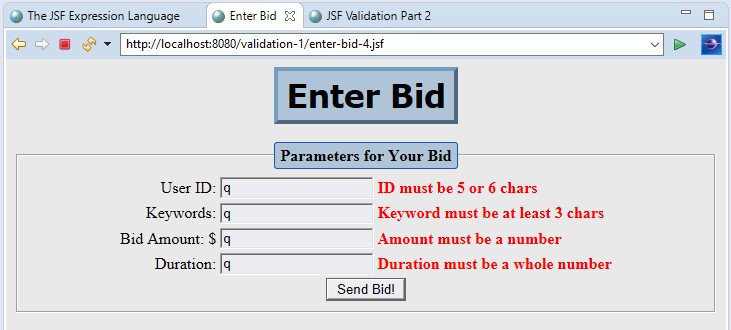 The JSF Expression Language Enter Bid JSF Validation Part 2
http://localhost:8080/validation-1/enter-bid-4.jsf
Enter Bid
Parameters for Your Bid
User ID: q ID must be 5 or 6 chars
Keywords: q Keyword must be at least 3 chars
Bid Amount: $ q Amount must be a number
Duration: q Duration must be a whole number
Send Bid!